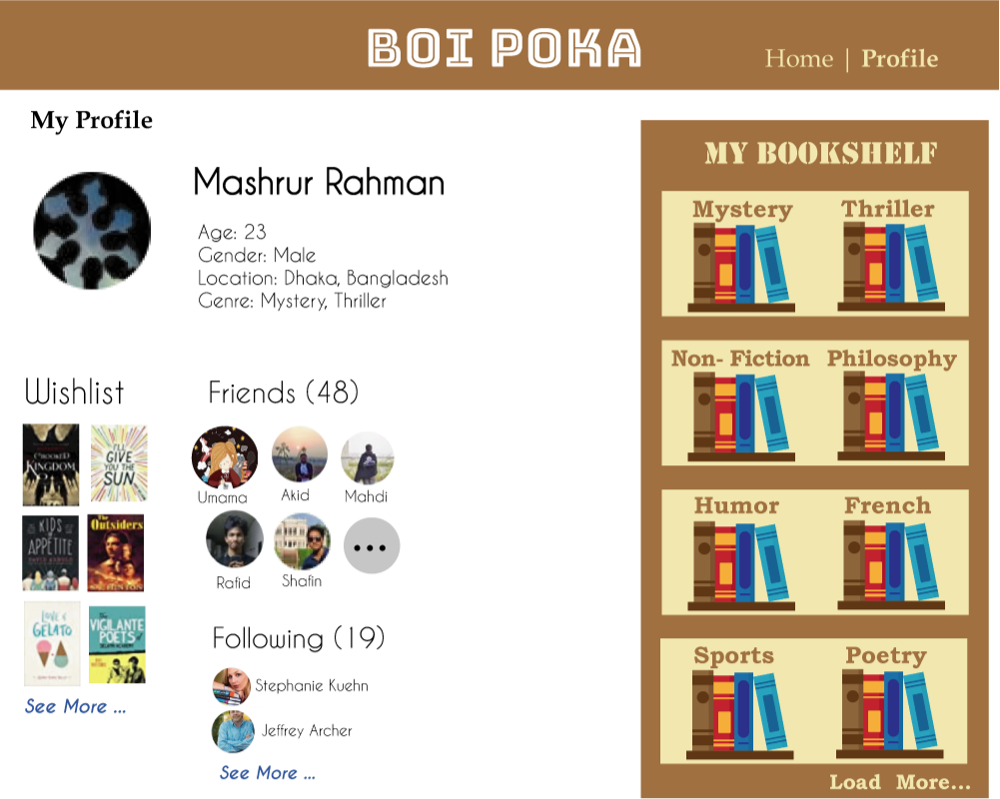 BOI POKA
Home | Profile
My Profile
Mashrur Rahman
Age: 23
Gender: Male
Location: Dhaka, Bangladesh
Genre: Mystery, Thriller
Wishlist
CROOKED
KINGDOM
I'LL
GIVE
YOU THE
SUN
KIDS
APPETITE
The
Outsiders
LOVE &
GELATO
The
VIGILANTE
POETS
See More ...
Friends (48)
Umama
Akid
Mahdi
Rafid
Shafin
...
Following (19)
Stephanie Kuehn
Jeffrey Archer
See More ...
MY BOOKSHELF
Mystery
Thriller
Non- Fiction
Philosophy
Humor
French
Sports
Poetry
Load More...